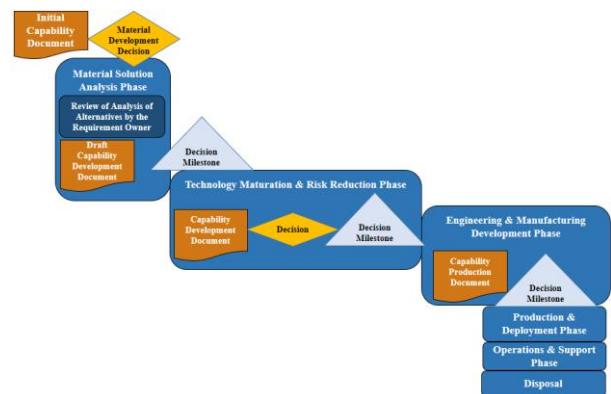 Initial
Capability
Document
Material
Development
Decision
Material Solution
Analysis Phase
Review of Analysis of
Alternatives by the
Requirement Owner
Draft
Capability
Development
Document
Decision
Milestone
Technology Maturation & Risk Reduction Phase
Capability
Development
Document
Decision
Decision
Milestone
Engineering & Manufacturing
Development Phase
Capability
Production
Document
Decision
Milestone
Production &
Deployment Phase
Operations & Support
Phase
Disposal